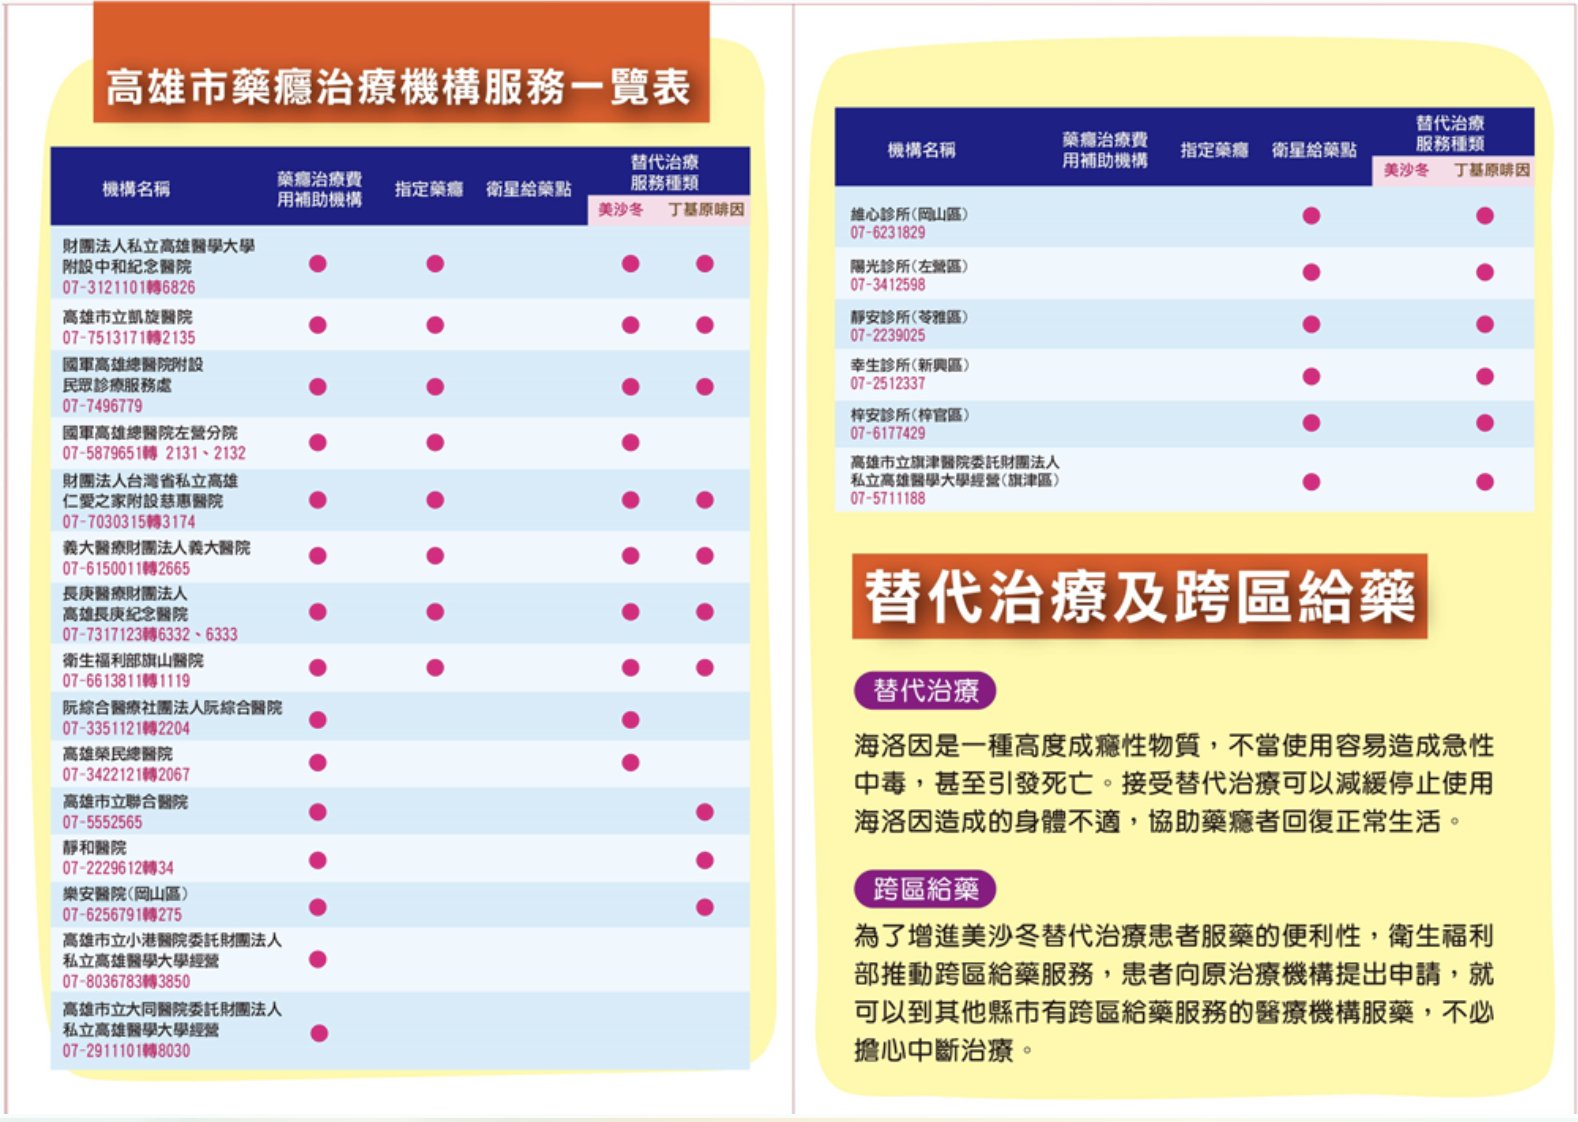 高雄市藥癮治療機構服務一覽表
機構名稱
藥癮治療費
用補助機構
指定藥癮
衛星給藥點
替代治療
服務種類
美沙冬
丁基原啡因
財團法人私立高雄醫學大學
附設中和紀念醫院
07-3121101轉6826
高雄市立凱旋醫院
07-7513171轉2135
國軍高雄總醫院附設
民眾診療服務處
07-7496779
國軍高雄總醫院左營分院
07-5879651轉 2131、2132
財團法人台灣省私立高雄
仁愛之家附設慈惠醫院
07-7030315轉3174
義大醫療財團法人義大醫院
07-6150011轉2665
長庚醫療財團法人
高雄長庚紀念醫院
07-7317123轉6332、6333
衛生福利部旗山醫院
07-6613811轉1119
阮綜合醫療社團法人阮綜合醫院
07-3351121轉2204
高雄榮民總醫院
07-3422121轉2067
高雄市立聯合醫院
07-5552565
靜和醫院
07-2229612轉34
樂安醫院(岡山區)
07-6256791轉275
高雄市立小港醫院委託財團法人
私立高雄醫學大學經營
07-8036783轉3850
高雄市立大同醫院委託財團法人
私立高雄醫學大學經營
07-2911101轉8030
機構名稱
藥癮治療費
用補助機構
指定藥癮
衛星給藥點
替代治療
服務種類
美沙冬
丁基原啡因
維心診所(岡山區)
07-6231829
陽光診所(左營區)
07-3412598
靜安診所(苓雅區)
07-2239025
幸生診所(新興區)
07-2512337
梓安診所(梓官區)
07-6177429
高雄市立旗津醫院委託財團法人
私立高雄醫學大學經營(旗津區)
07-5711188
替代治療及跨區給藥
替代治療
海洛因是一種高度成癮性物質，不當使用容易造成急性
中毒，甚至引發死亡。接受替代治療可以減緩停止使用
海洛因造成的身體不適，協助藥癮者回復正常生活。
跨區給藥
為了增進美沙冬替代治療患者服藥的便利性，衛生福利
部推動跨區給藥服務，患者向原治療機構提出申請，就
可以到其他縣市有跨區給藥服務的醫療機構服藥，不必
擔心中斷治療。